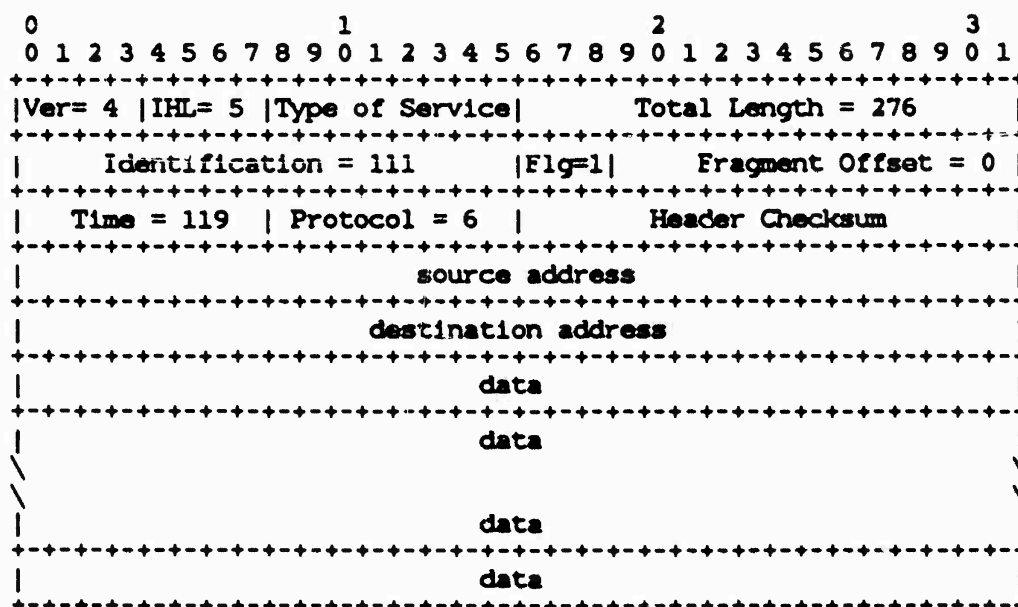 0                   1                   2                   3
0 1 2 3 4 5 6 7 8 9 0 1 2 3 4 5 6 7 8 9 0 1 2 3 4 5 6 7 8 9 0 1
+-+-+-+-+-+-+-+-+-+-+-+-+-+-+-+-+-+-+-+-+-+-+-+-+-+-+-+-+-+-+-+-
|Ver= 4 |IHL= 5 |Type of Service|        Total Length = 276     |
+-+-+-+-+-+-+-+-+-+-+-+-+-+-+-+-+-+-+-+-+-+-+-+-+-+-+-+-+-+-+-+-
|     Identification = 111      |Flg=1|     Fragment Offset = 0 |
+-+-+-+-+-+-+-+-+-+-+-+-+-+-+-+-+-+-+-+-+-+-+-+-+-+-+-+-+-+-+-+-
|   Time = 119  | Protocol = 6  |        Header Checksum        |
+-+-+-+-+-+-+-+-+-+-+-+-+-+-+-+-+-+-+-+-+-+-+-+-+-+-+-+-+-+-+-+-
|                         source address                        |
+-+-+-+-+-+-+-+-+-+-+-+-+-+-+-+-+-+-+-+-+-+-+-+-+-+-+-+-+-+-+-+-
|                      destination address                      |
+-+-+-+-+-+-+-+-+-+-+-+-+-+-+-+-+-+-+-+-+-+-+-+-+-+-+-+-+-+-+-+-
|                             data                              |
+-+-+-+-+-+-+-+-+-+-+-+-+-+-+-+-+-+-+-+-+-+-+-+-+-+-+-+-+-+-+-+-
|                             data                              |
\                                                               \
\                                                               \
|                             data                              |
+-+-+-+-+-+-+-+-+-+-+-+-+-+-+-+-+-+-+-+-+-+-+-+-+-+-+-+-+-+-+-+-
|                             data                              |
+-+-+-+-+-+-+-+-+-+-+-+-+-+-+-+-+-+-+-+-+-+-+-+-+-+-+-+-+-+-+-+-